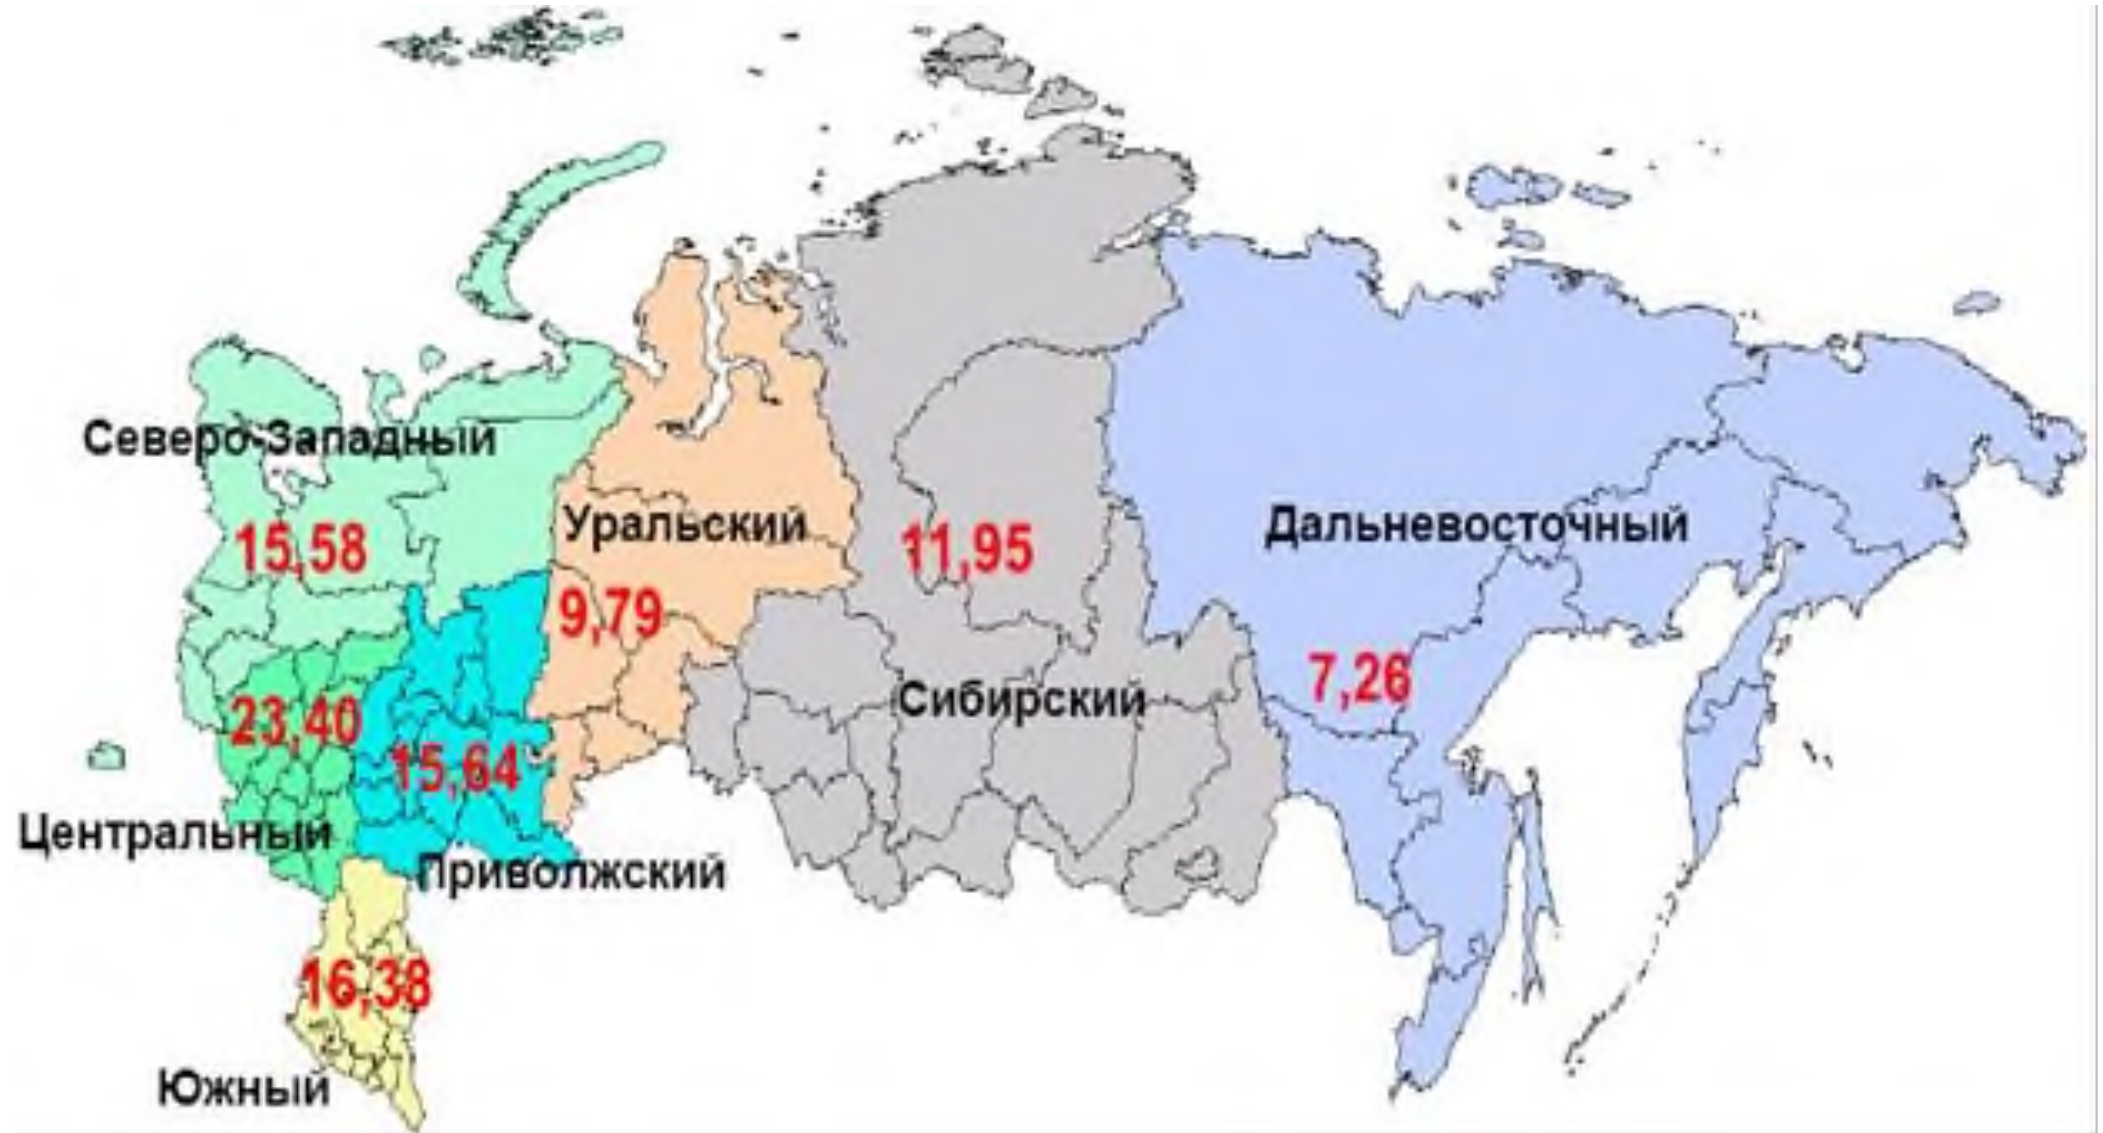 Северо-Западный
15,58
Уральский
9,79
11,95
Дальневосточный
7,26
Сибирский
23,40
15,64
Центральный
Приволжский
16,38
Южный